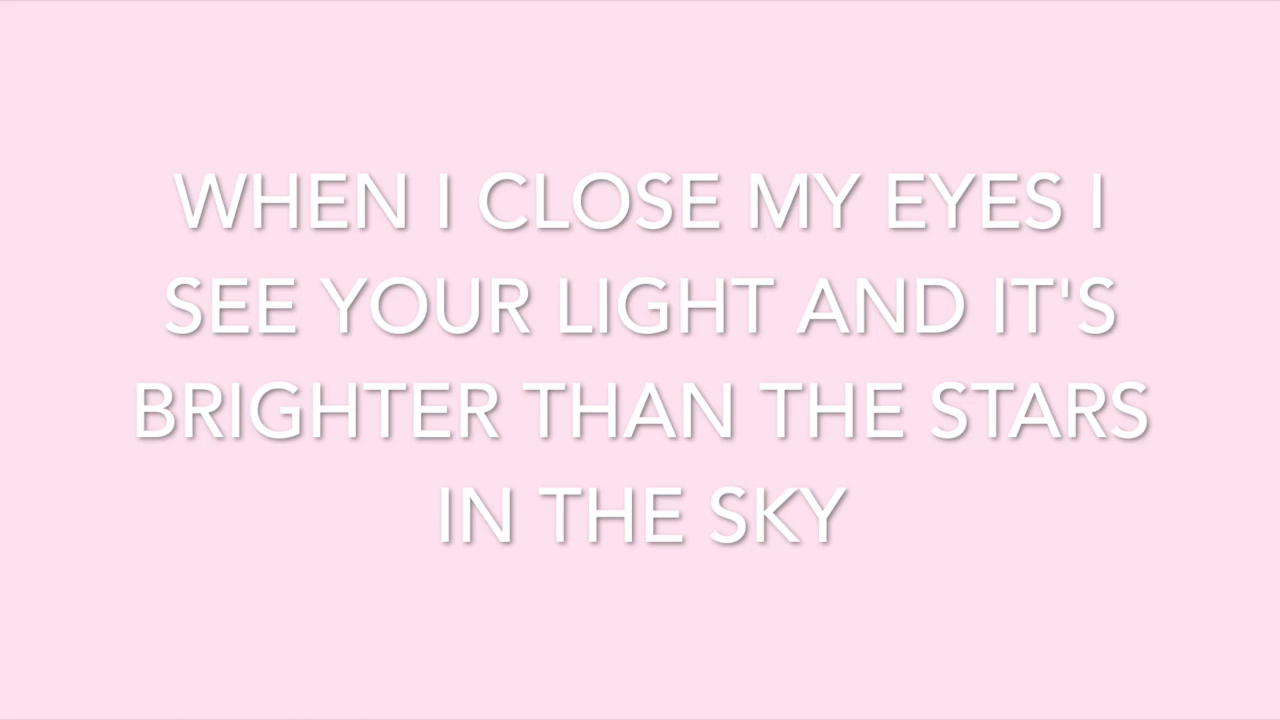 WHEN I CLOSE MY EYES I
SEE YOUR LIGHT AND IT'S
BRIGHTER THAN THE STARS
IN THE SKY